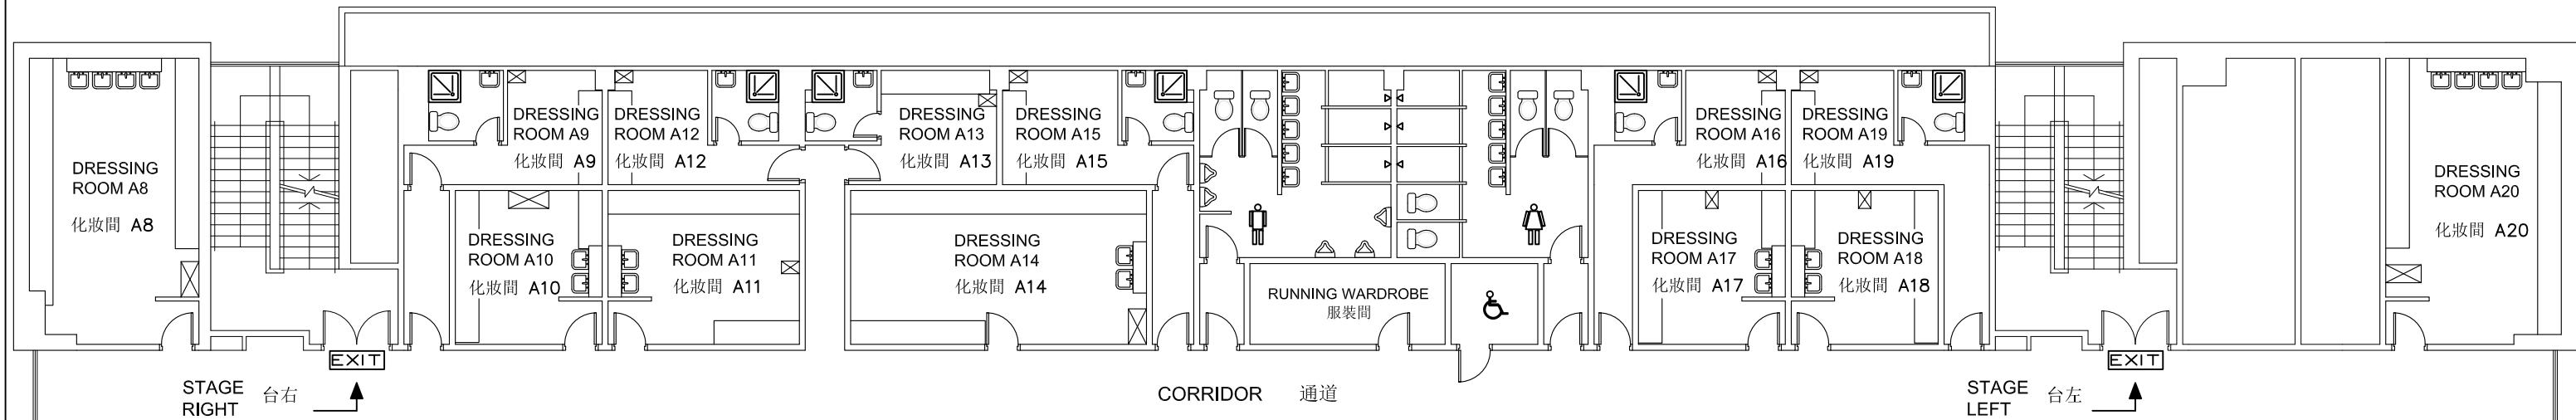 DRESSING
ROOM A8
化妝間 A8
DRESSING
ROOM A9
化妝間 A9
DRESSING
ROOM A12
化妝間 A12
DRESSING
ROOM A13
化妝間 A13
DRESSING
ROOM A15
化妝間 A15
DRESSING
ROOM A16
化妝間 A16
DRESSING
ROOM A19
化妝間 A19
DRESSING
ROOM A10
化妝間 A10
DRESSING
ROOM A11
化妝間 A11
DRESSING
ROOM A14
化妝間 A14
RUNNING WARDROBE
服裝間
DRESSING
ROOM A17
化妝間 A17
DRESSING
ROOM A18
化妝間 A18
DRESSING
ROOM A20
化妝間 A20
EXIT
STAGE
RIGHT
台右
CORRIDOR 通道
EXIT
STAGE
LEFT
台左